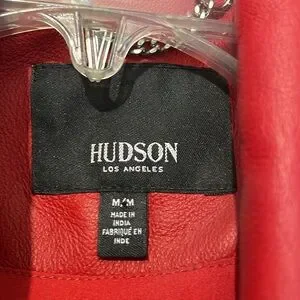 HUDSON
LOS ANGELES
M/M
MADE IN
INDIA
FABRIQUÉ EN
INDE